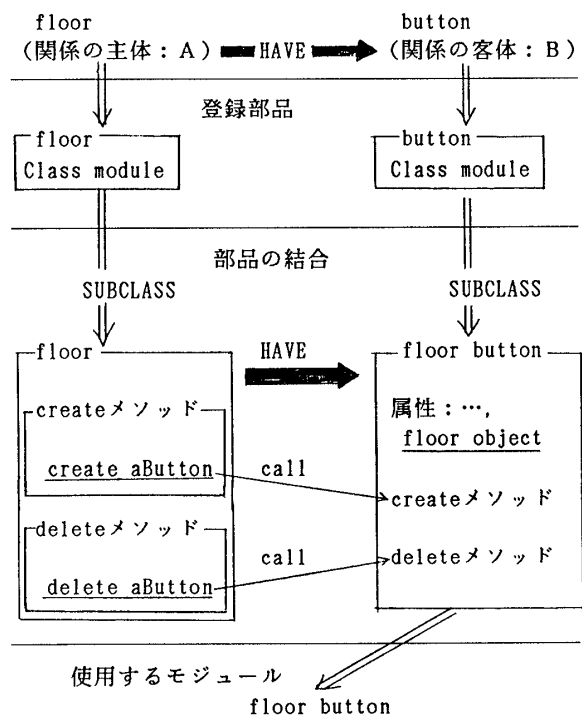 floor button
(関係の主体：A) HAVE (関係の客体：B)
登録部品
floor button
Class module Class module
部品の結合
SUBCLASS SUBCLASS
floor HAVE floor button
createメソッド 属性：…,
floor object
create aButton call
createメソッド
deleteメソッド
call deleteメソッド
delete aButton
使用するモジュール
floor button